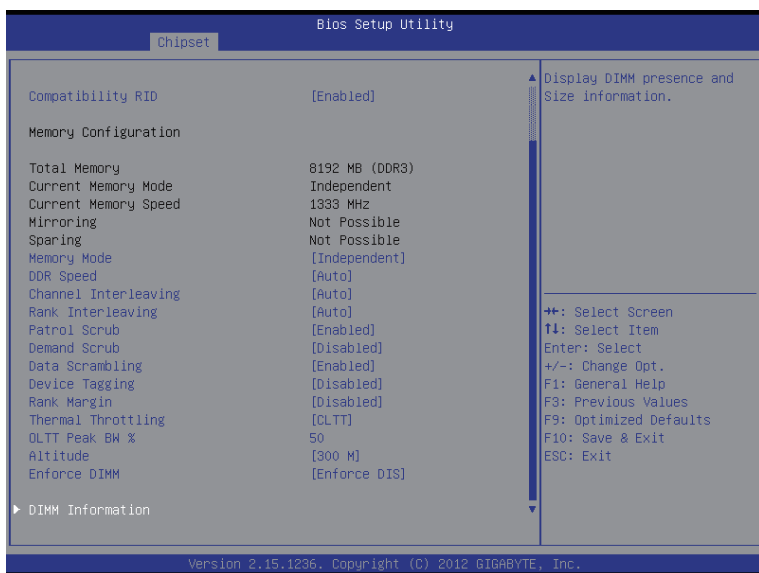 Bios Setup Utility
Chipset
Compatibility RID [Enabled]
Memory Configuration
Total Memory 8192 MB (DDR3)
Current Memory Mode Independent
Current Memory Speed 1333 MHz
Mirroring Not Possible
Sparing Not Possible
Memory Mode [Independent]
DDR Speed [Auto]
Channel Interleaving [Auto]
Rank Interleaving [Auto]
Patrol Scrub [Enabled]
Demand Scrub [Disabled]
Data Scrambling [Enabled]
Device Tagging [Disabled]
Rank Margin [Disabled]
Thermal Throttling [CLTT]
OLTT Peak BW % 50
Altitude [300 M]
Enforce DIMM [Enforce DIS]
DIMM Information
Display DIMM presence and
Size information.
→←: Select Screen
↑↓: Select Item
Enter: Select
+/-: Change Opt.
F1: General Help
F3: Previous Values
F9: Optimized Defaults
F10: Save & Exit
ESC: Exit
Version 2.15.1236. Copyright (C) 2012 GIGABYTE, Inc.